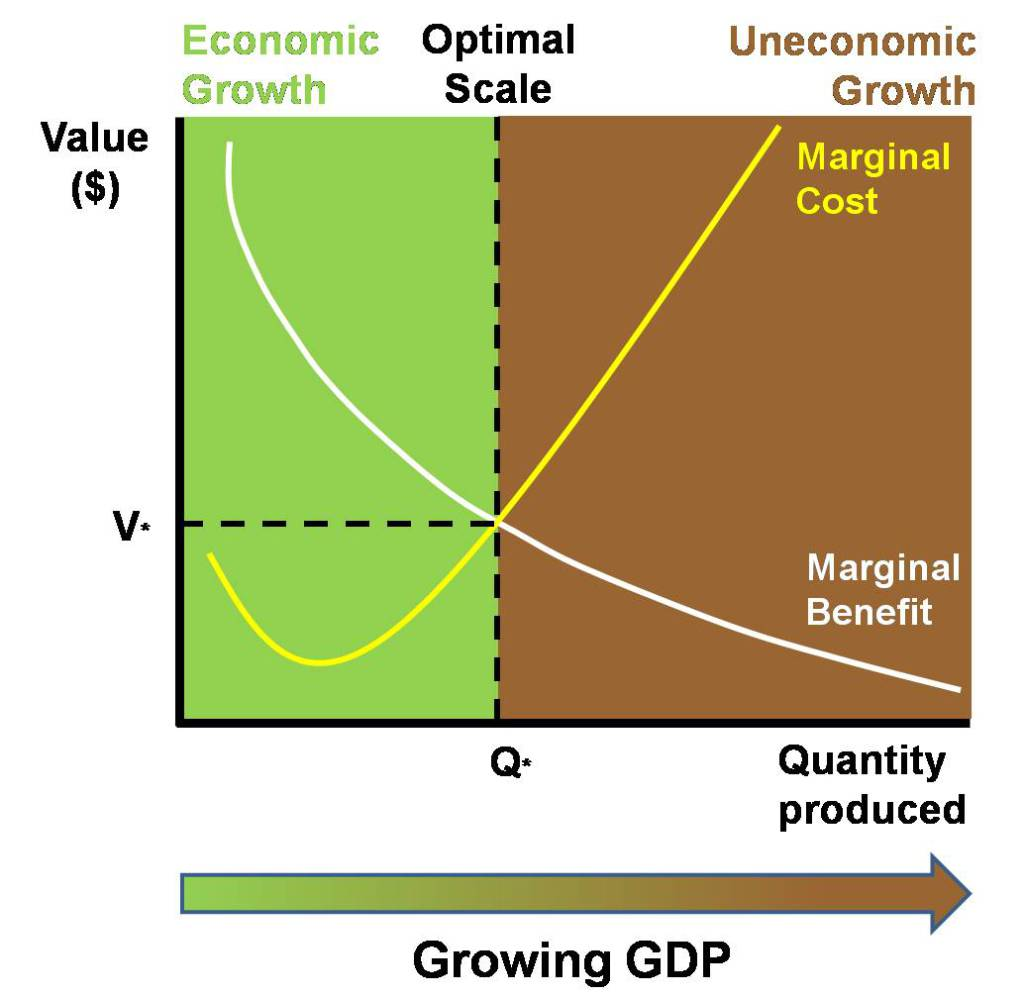 Economic
Growth
Optimal
Scale
Uneconomic
Growth
Value
($)
Marginal
Cost
V*
Marginal
Benefit
Q*
Quantity
produced
Growing GDP